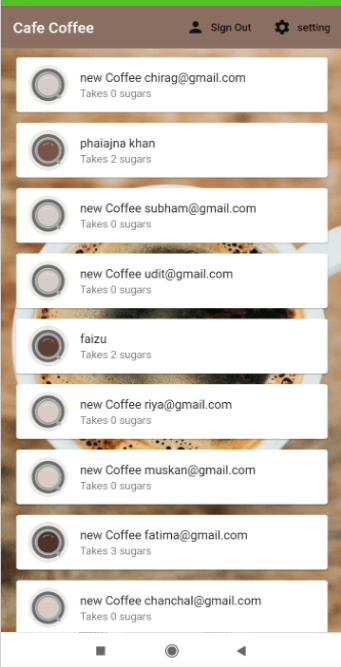 Cafe Coffee Sign Out setting
new Coffee chirag@gmail.com
Takes 0 sugars
phaiajna khan
Takes 2 sugars
new Coffee subham@gmail.com
Takes 0 sugars
new Coffee udit@gmail.com
Takes 0 sugars
faizu
Takes 2 sugars
new Coffee riya@gmail.com
Takes 0 sugars
new Coffee muskan@gmail.com
Takes 0 sugars
new Coffee fatima@gmail.com
Takes 3 sugars
new Coffee chanchal@gmail.com
Takes 0 sugars